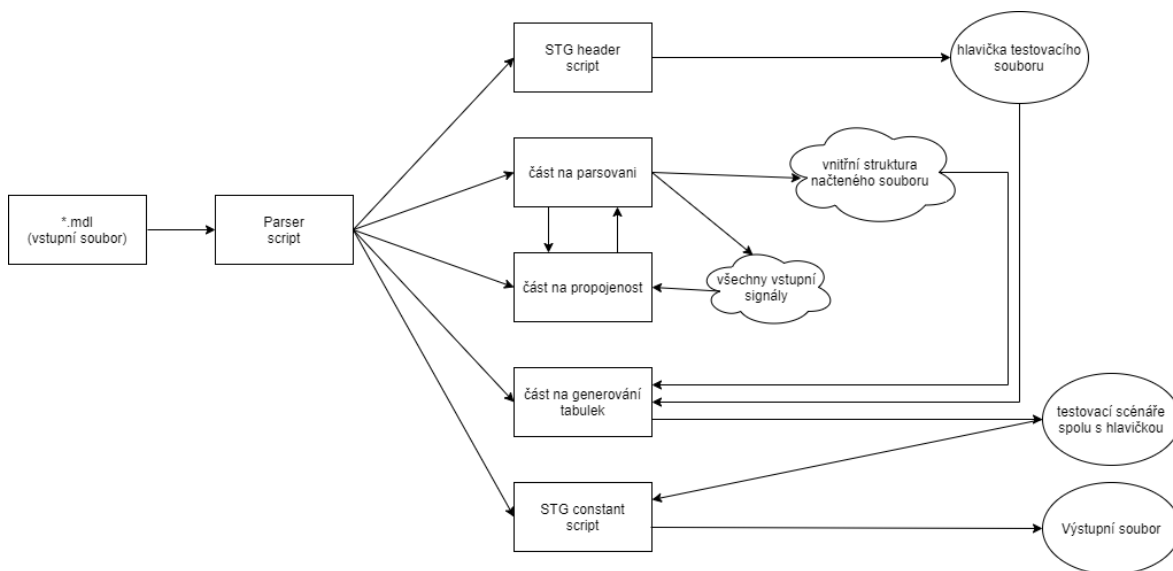 STG header
script
hlavička testovacího
souboru
část na parsovani
vnitřní struktura
načteného souboru
*.mdl
(vstupní soubor)
Parser
script
část na propojenost
všechny vstupní
signály
část na generování
tabulek
testovací scénáře
spolu s hlavičkou
STG constant
script
Výstupní soubor